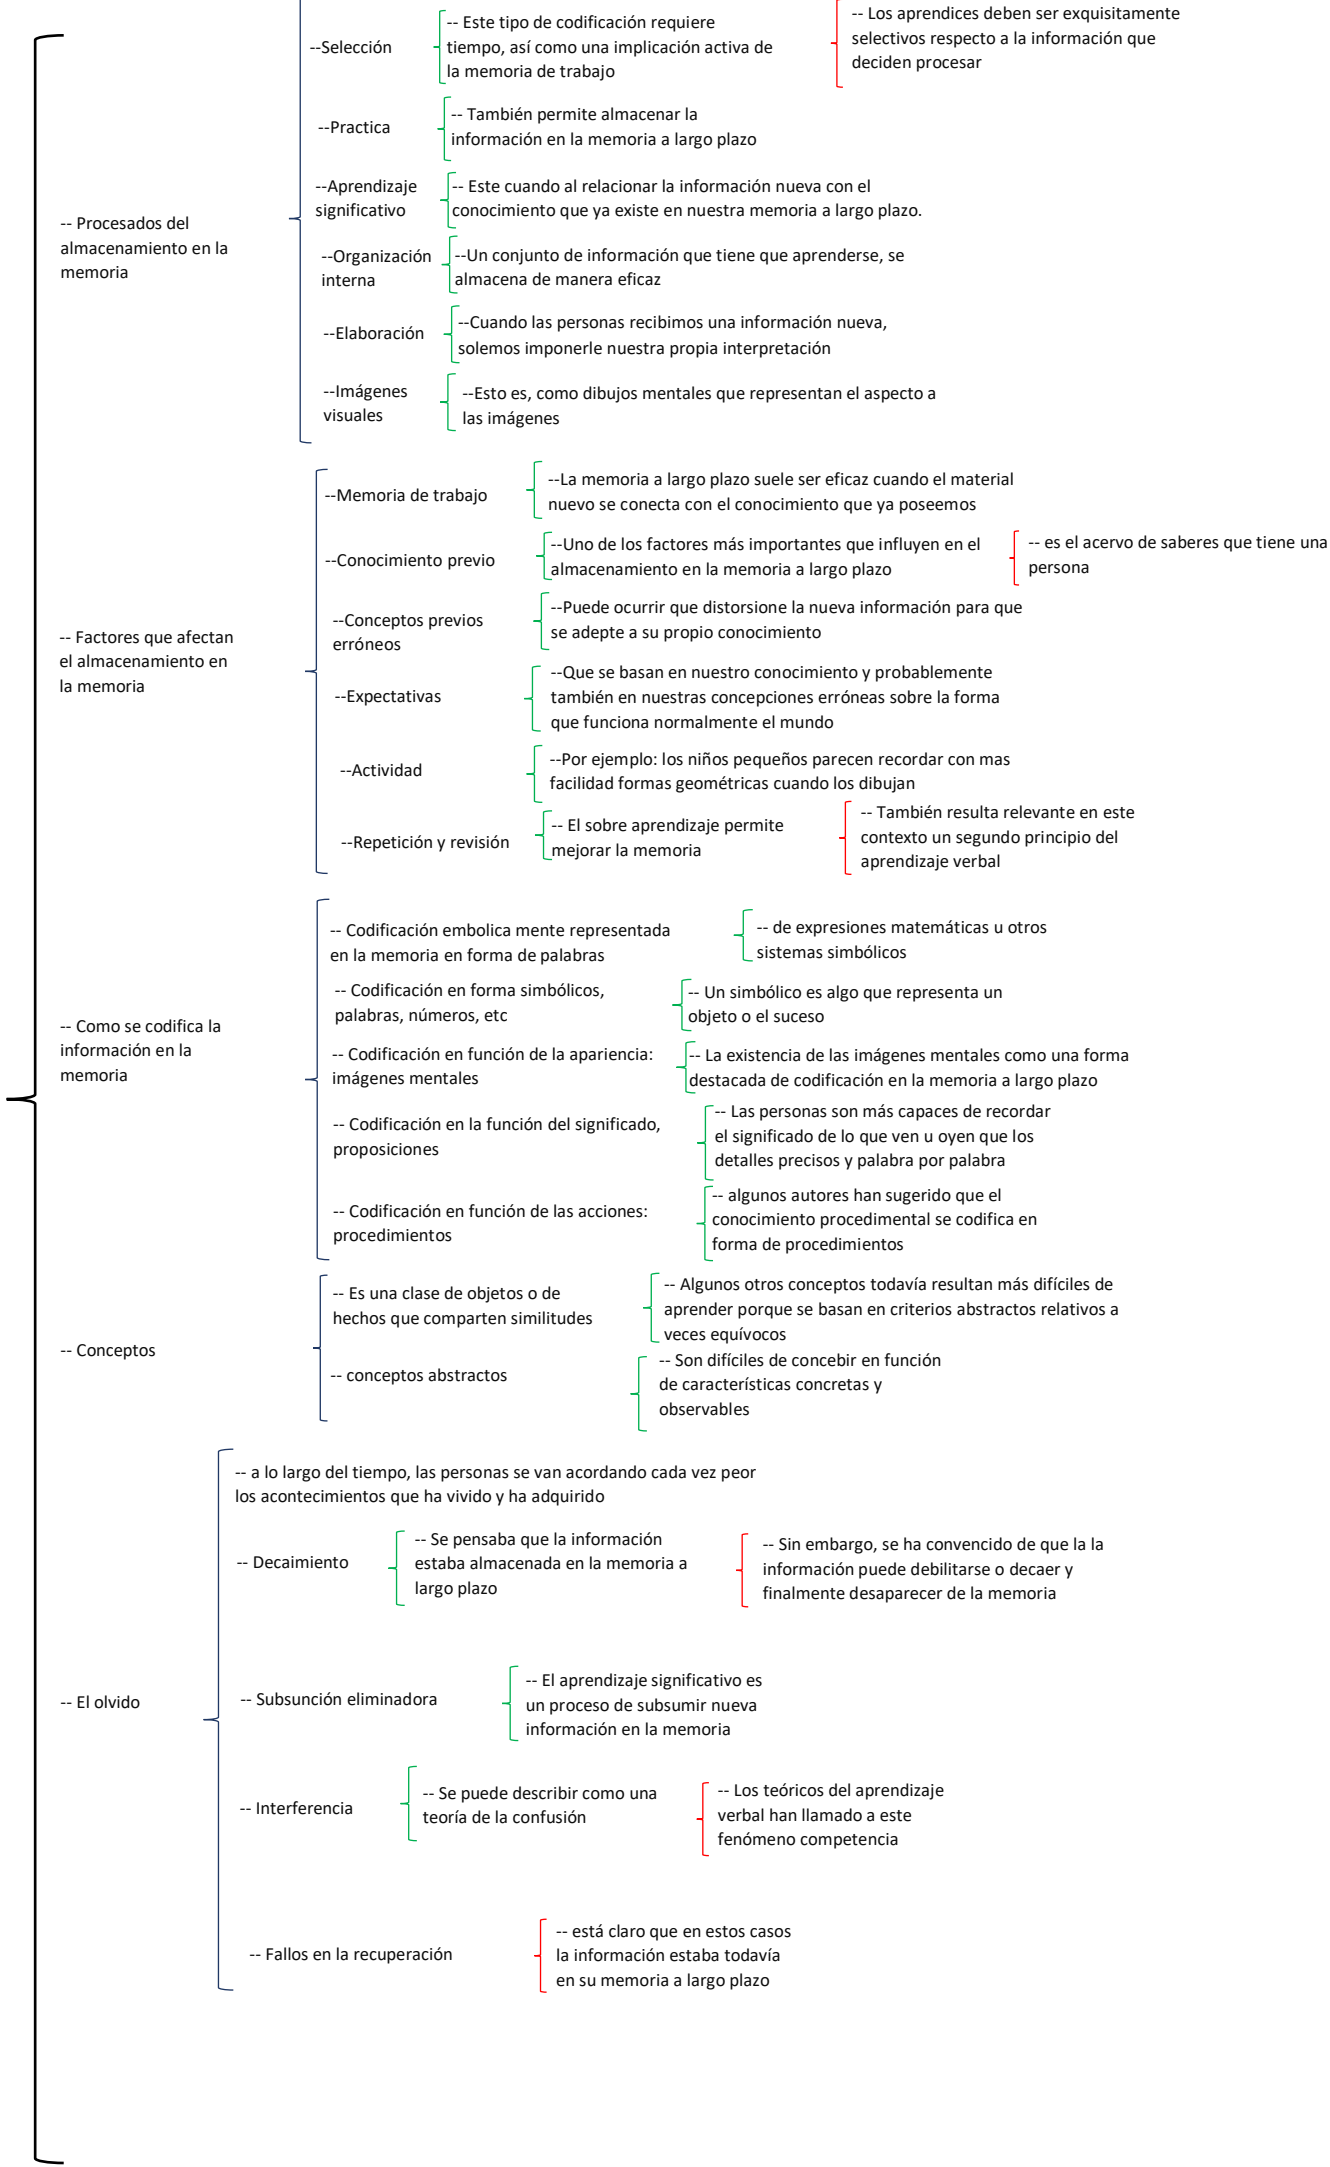 -- Procesados del
almacenamiento en la
memoria
--Selección
-- Este tipo de codificación requiere
tiempo, así como una implicación activa de
la memoria de trabajo
-- Los aprendices deben ser exquisitamente
selectivos respecto a la información que
deciden procesar
--Practica
-- También permite almacenar la
información en la memoria a largo plazo
--Aprendizaje
significativo
-- Este cuando al relacionar la información nueva con el
conocimiento que ya existe en nuestra memoria a largo plazo.
--Organización
interna
--Un conjunto de información que tiene que aprenderse, se
almacena de manera eficaz
--Elaboración
--Cuando las personas recibimos una información nueva,
solemos imponerle nuestra propia interpretación
--Imágenes
visuales
--Esto es, como dibujos mentales que representan el aspecto a
las imágenes
-- Factores que afectan
el almacenamiento en
la memoria
--Memoria de trabajo
--La memoria a largo plazo suele ser eficaz cuando el material
nuevo se conecta con el conocimiento que ya poseemos
--Conocimiento previo
--Uno de los factores más importantes que influyen en el
almacenamiento en la memoria a largo plazo
-- es el acervo de saberes que tiene una
persona
--Conceptos previos
erróneos
--Puede ocurrir que distorsione la nueva información para que
se adepte a su propio conocimiento
--Expectativas
--Que se basan en nuestro conocimiento y probablemente
también en nuestras concepciones erróneas sobre la forma
que funciona normalmente el mundo
--Actividad
--Por ejemplo: los niños pequeños parecen recordar con mas
facilidad formas geométricas cuando los dibujan
--Repetición y revisión
-- El sobre aprendizaje permite
mejorar la memoria
-- También resulta relevante en este
contexto un segundo principio del
aprendizaje verbal
-- Como se codifica la
información en la
memoria
-- Codificación embolica mente representada
en la memoria en forma de palabras
-- de expresiones matemáticas u otros
sistemas simbólicos
-- Codificación en forma simbólicos,
palabras, números, etc
-- Un simbólico es algo que representa un
objeto o el suceso
-- Codificación en función de la apariencia:
imágenes mentales
-- La existencia de las imágenes mentales como una forma
destacada de codificación en la memoria a largo plazo
-- Codificación en la función del significado,
proposiciones
-- Las personas son más capaces de recordar
el significado de lo que ven u oyen que los
detalles precisos y palabra por palabra
-- Codificación en función de las acciones:
procedimientos
-- algunos autores han sugerido que el
conocimiento procedimental se codifica en
forma de procedimientos
-- Conceptos
-- Es una clase de objetos o de
hechos que comparten similitudes
-- Algunos otros conceptos todavía resultan más difíciles de
aprender porque se basan en criterios abstractos relativos a
veces equívocos
-- conceptos abstractos
-- Son difíciles de concebir en función
de características concretas y
observables
-- El olvido
-- a lo largo del tiempo, las personas se van acordando cada vez peor
los acontecimientos que ha vivido y ha adquirido
-- Decaimiento
-- Se pensaba que la información
estaba almacenada en la memoria a
largo plazo
-- Sin embargo, se ha convencido de que la la
información puede debilitarse o decaer y
finalmente desaparecer de la memoria
-- Subsunción eliminadora
-- El aprendizaje significativo es
un proceso de subsumir nueva
información en la memoria
-- Interferencia
-- Se puede describir como una
teoría de la confusión
-- Los teóricos del aprendizaje
verbal han llamado a este
fenómeno competencia
-- Fallos en la recuperación
-- está claro que en estos casos
la información estaba todavía
en su memoria a largo plazo